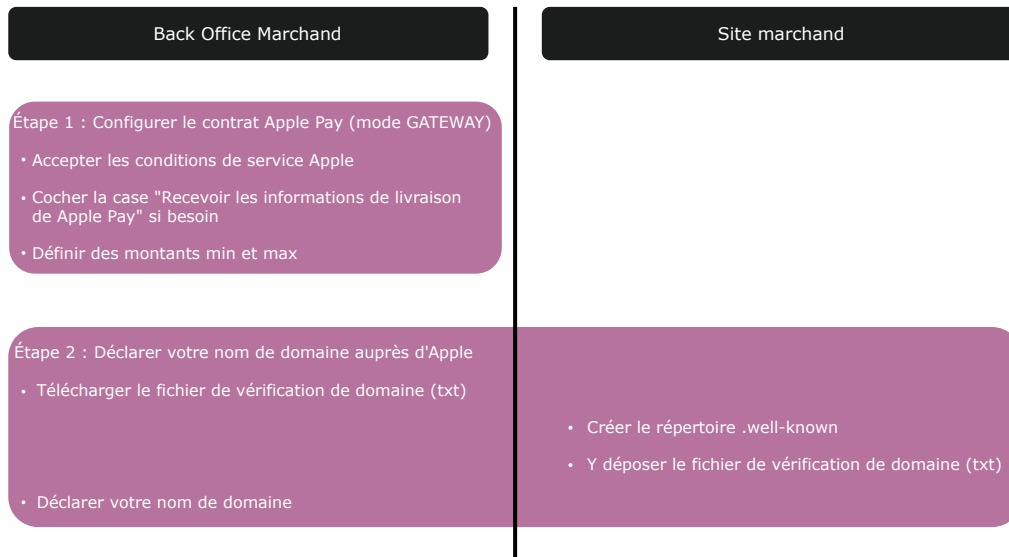 Back Office Marchand
Site marchand
Étape 1 : Configurer le contrat Apple Pay (mode GATEWAY)
• Accepter les conditions de service Apple
• Cocher la case "Recevoir les informations de livraison
de Apple Pay" si besoin
• Définir des montants min et max
Étape 2 : Déclarer votre nom de domaine auprès d'Apple
• Télécharger le fichier de vérification de domaine (txt)
• Créer le répertoire .well-known
• Y déposer le fichier de vérification de domaine (txt)
• Déclarer votre nom de domaine